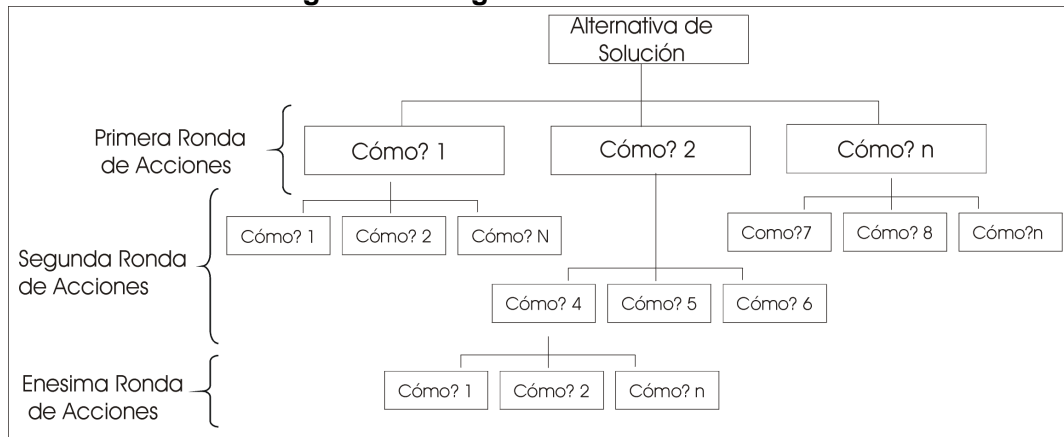 Alternativa de
Solución
Primera Ronda
de Acciones
Cómo? 1
Cómo? 2
Cómo? n
Segunda Ronda
de Acciones
Cómo? 1
Cómo? 2
Cómo? N
Como?7
Cómo? 8
Cómo?n
Cómo? 4
Cómo? 5
Cómo? 6
Enesima Ronda
de Acciones
Cómo? 1
Cómo? 2
Cómo? n